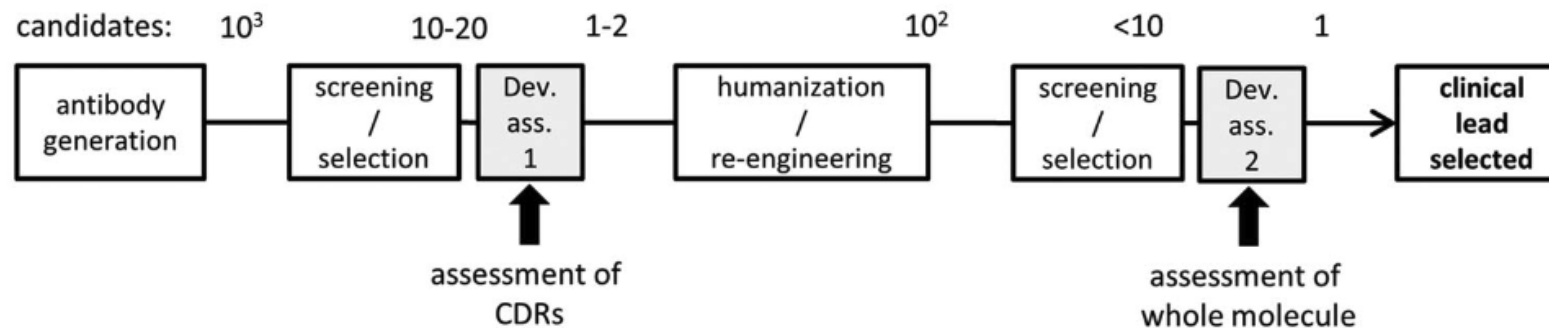 candidates: 10³ 10-20 1-2 10² <10 1
antibody
generation
screening
/
selection
Dev.
ass.
1
humanization
/
re-engineering
screening
/
selection
Dev.
ass.
2
clinical
lead
selected
assessment of
CDRs
assessment of
whole molecule